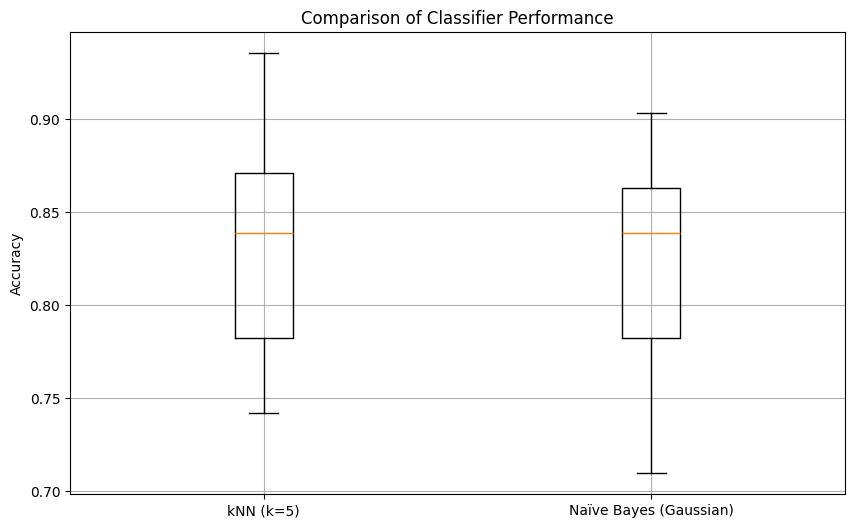 Comparison of Classifier Performance
Accuracy
0.90
0.85
0.80
0.75
0.70
kNN (k=5)
Naïve Bayes (Gaussian)